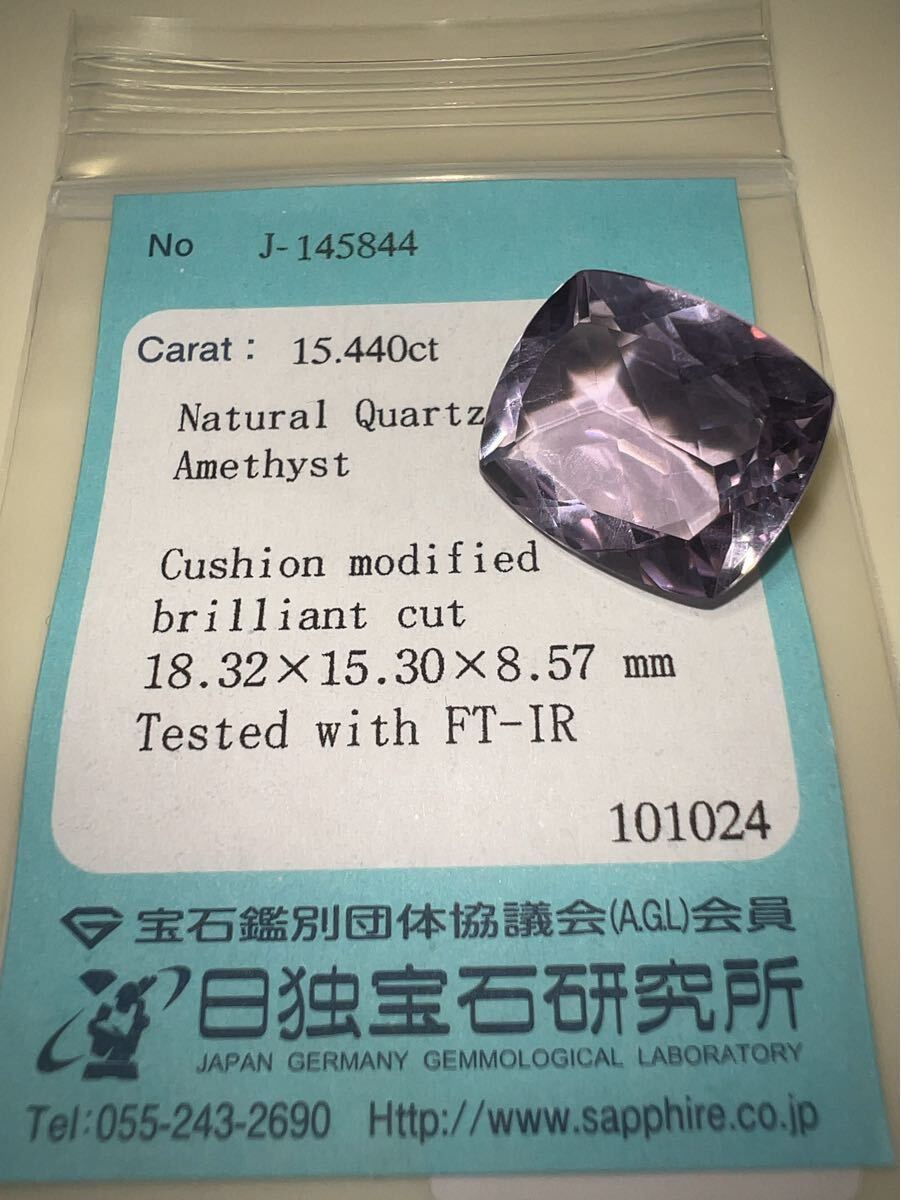 No J-145844
Carat: 15.440ct
Natural Quartz
Amethyst
Cushion modified
brilliant cut
18.32×15.30×8.57 mm
Tested with FT-IR
101024
宝石鑑別団体協議会(A.G.L)会員
日独宝石研究所
JAPAN GERMANY GEMMOLOGICAL LABORATORY
Tel:055-243-2690 Http://www.sapphire.co.jp